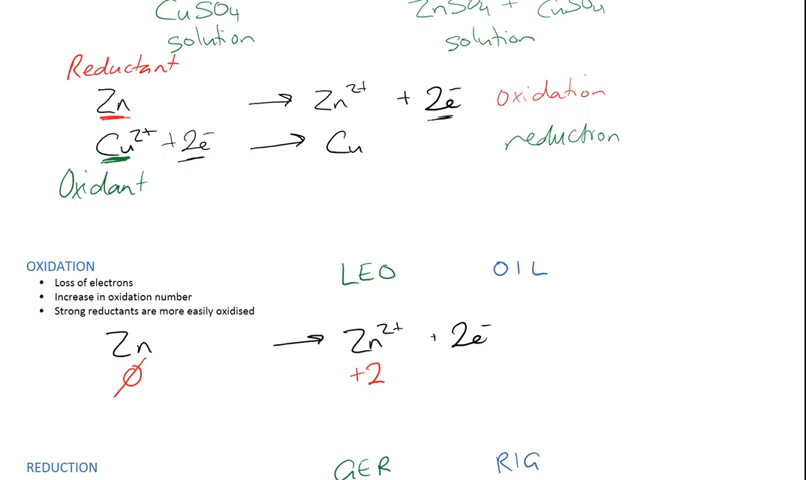 CuSO4 ZnSO4 + CuSO4
solution solution
Reductant
Zn → Zn²⁺ + 2e⁻ oxidation
Cu²⁺ + 2e⁻ → Cu reduction
Oxidant
OXIDATION LEO OIL
• Loss of electrons
• Increase in oxidation number
• Strong reductants are more easily oxidised
Zn → Zn²⁺ + 2e⁻
0 +2
REDUCTION GER RIG